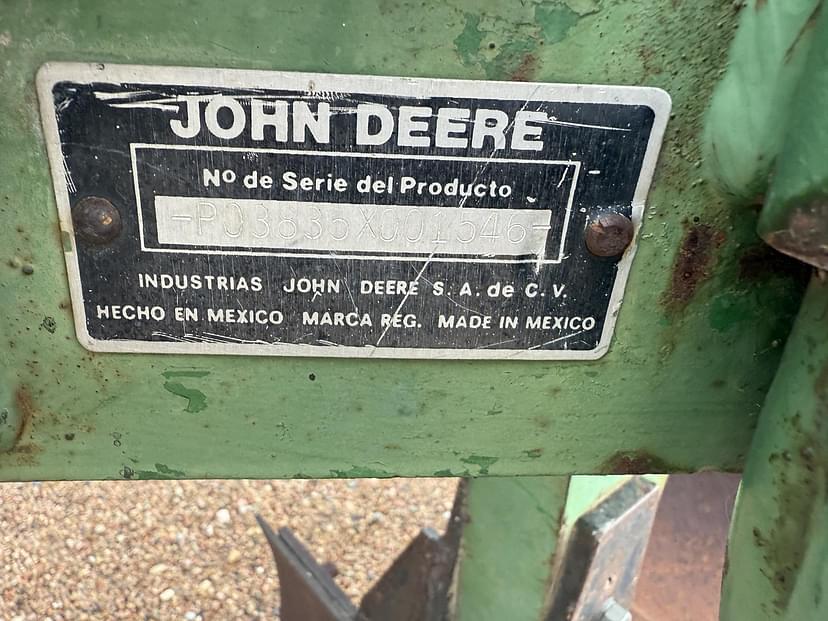 JOHN DEERE
Nº de Serie del Producto
-P03635X001546-
INDUSTRIAS JOHN DEERE S. A. de C. V.
HECHO EN MEXICO MARCA REG. MADE IN MEXICO